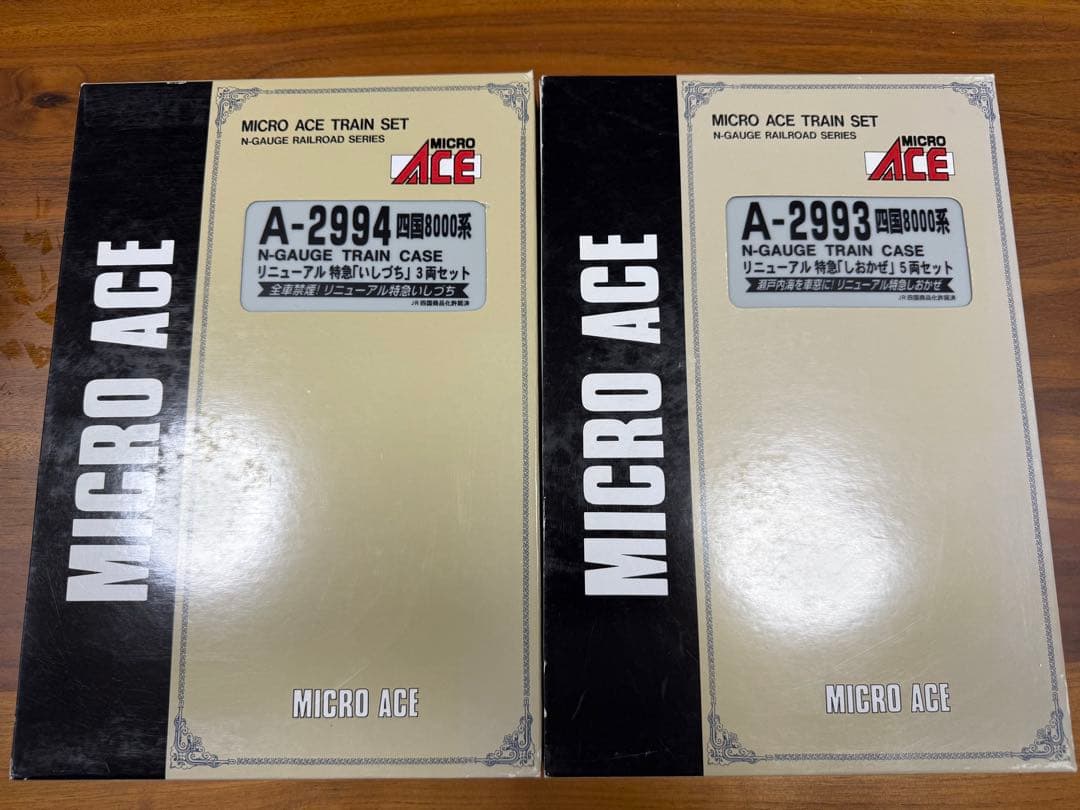 MICRO ACE TRAIN SET
N-GAUGE RAILROAD SERIES
MICRO
ACE
A-2994 四国8000系
N-GAUGE TRAIN CASE
リニューアル 特急「いしづち」3両セット
全車禁煙!リニューアル特急いしづち
JR四国商品化許諾済
MICRO ACE
MICRO ACE
MICRO ACE TRAIN SET
N-GAUGE RAILROAD SERIES
MICRO
ACE
A-2993 四国8000系
N-GAUGE TRAIN CASE
リニューアル 特急「しおかぜ」5両セット
瀬戸内海を車窓に!リニューアル特急しおかぜ
JR四国商品化許諾済
MICRO ACE
MICRO ACE